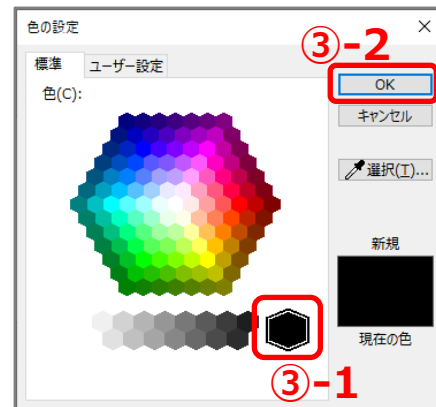 色の設定
×
③-2
標準
ユーザー設定
OK
色(C):
キャンセル
選択(T)...
新規
現在の色
③-1